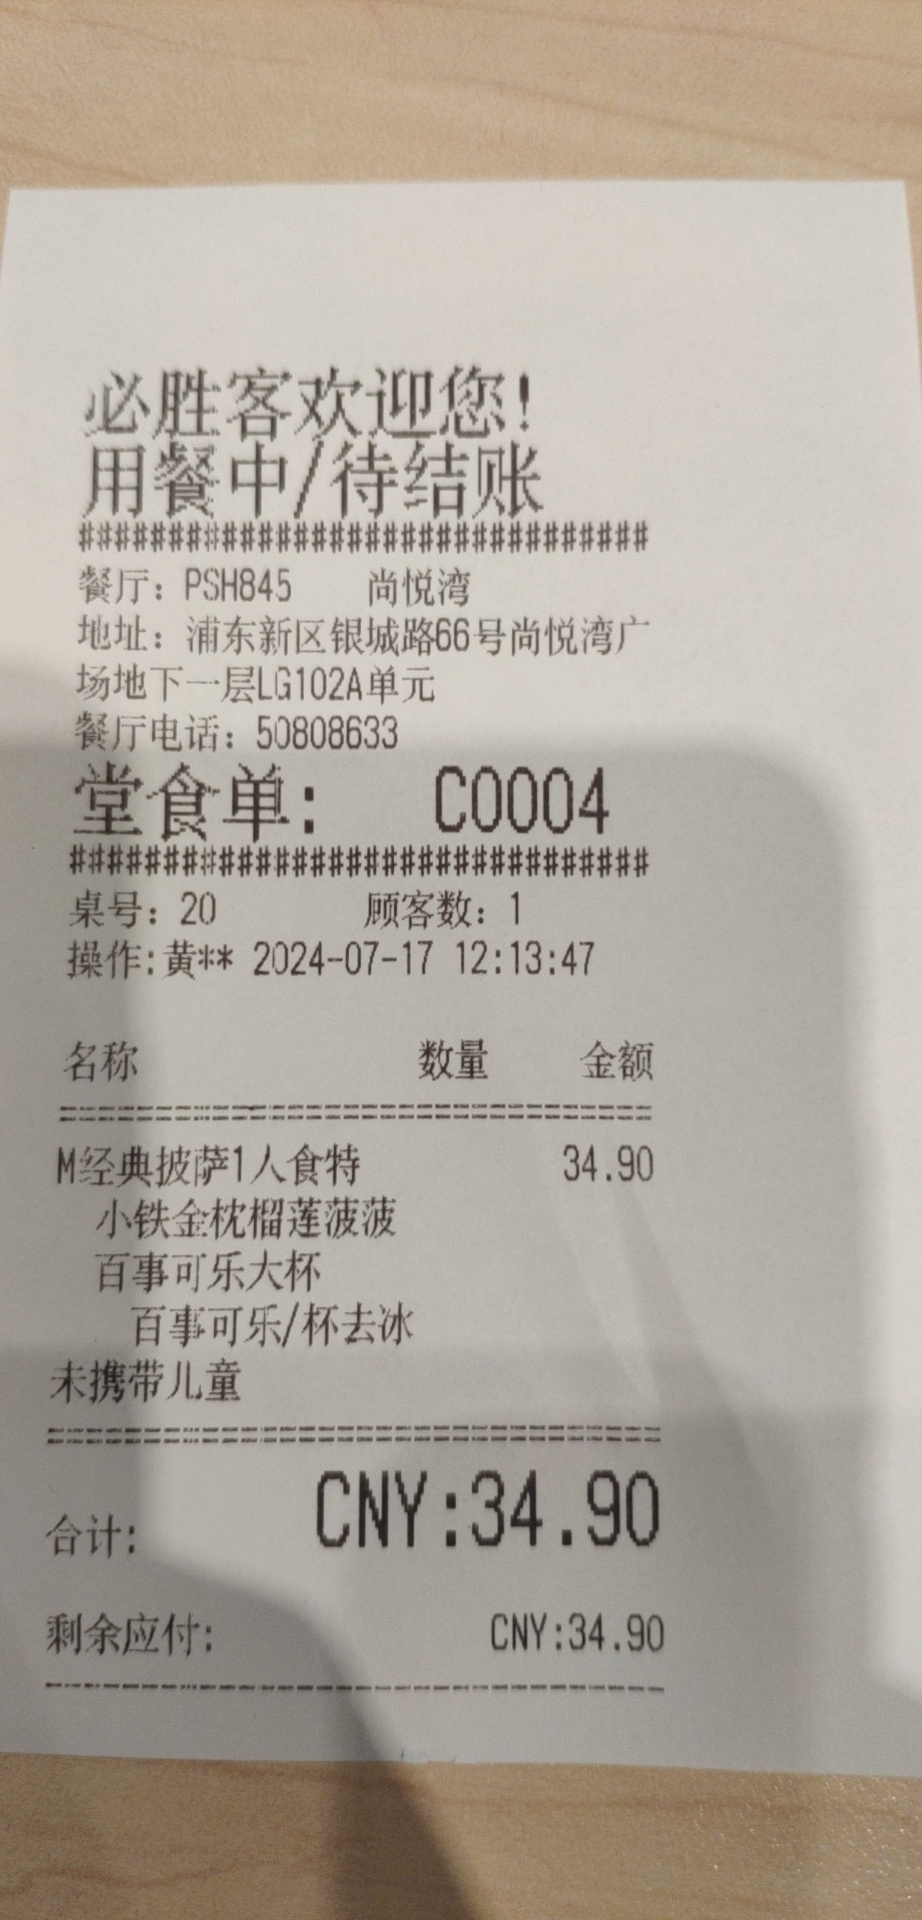 必胜客欢迎您!
用餐中/待结账
################################
餐厅: PSH845 尚悦湾
地址: 浦东新区银城路66号尚悦湾广
场地下一层LG102A单元
餐厅电话: 50808633
堂食单: C0004
################################
桌号: 20 顾客数: 1
操作:黄** 2024-07-17 12:13:47
名称 数量 金额
================================
M经典披萨1人食特 34.90
小铁金枕榴莲菠菠
百事可乐大杯
百事可乐/杯去冰
未携带儿童
================================
合计: CNY:34.90
剩余应付: CNY:34.90
--------------------------------